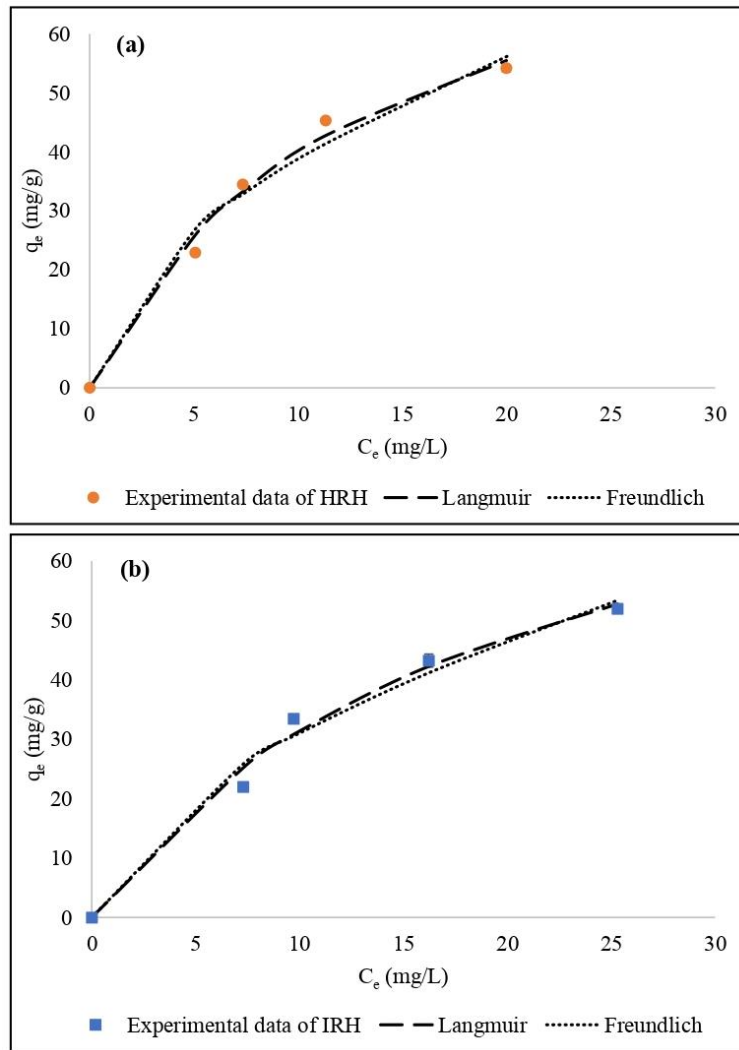 (a)
60
50
40
30
20
10
0
qₑ (mg/g)
0 5 10 15 20 25 30
Cₑ (mg/L)
Experimental data of HRH Langmuir Freundlich
(b)
60
50
40
30
20
10
0
qₑ (mg/g)
0 5 10 15 20 25 30
Cₑ (mg/L)
Experimental data of IRH Langmuir Freundlich